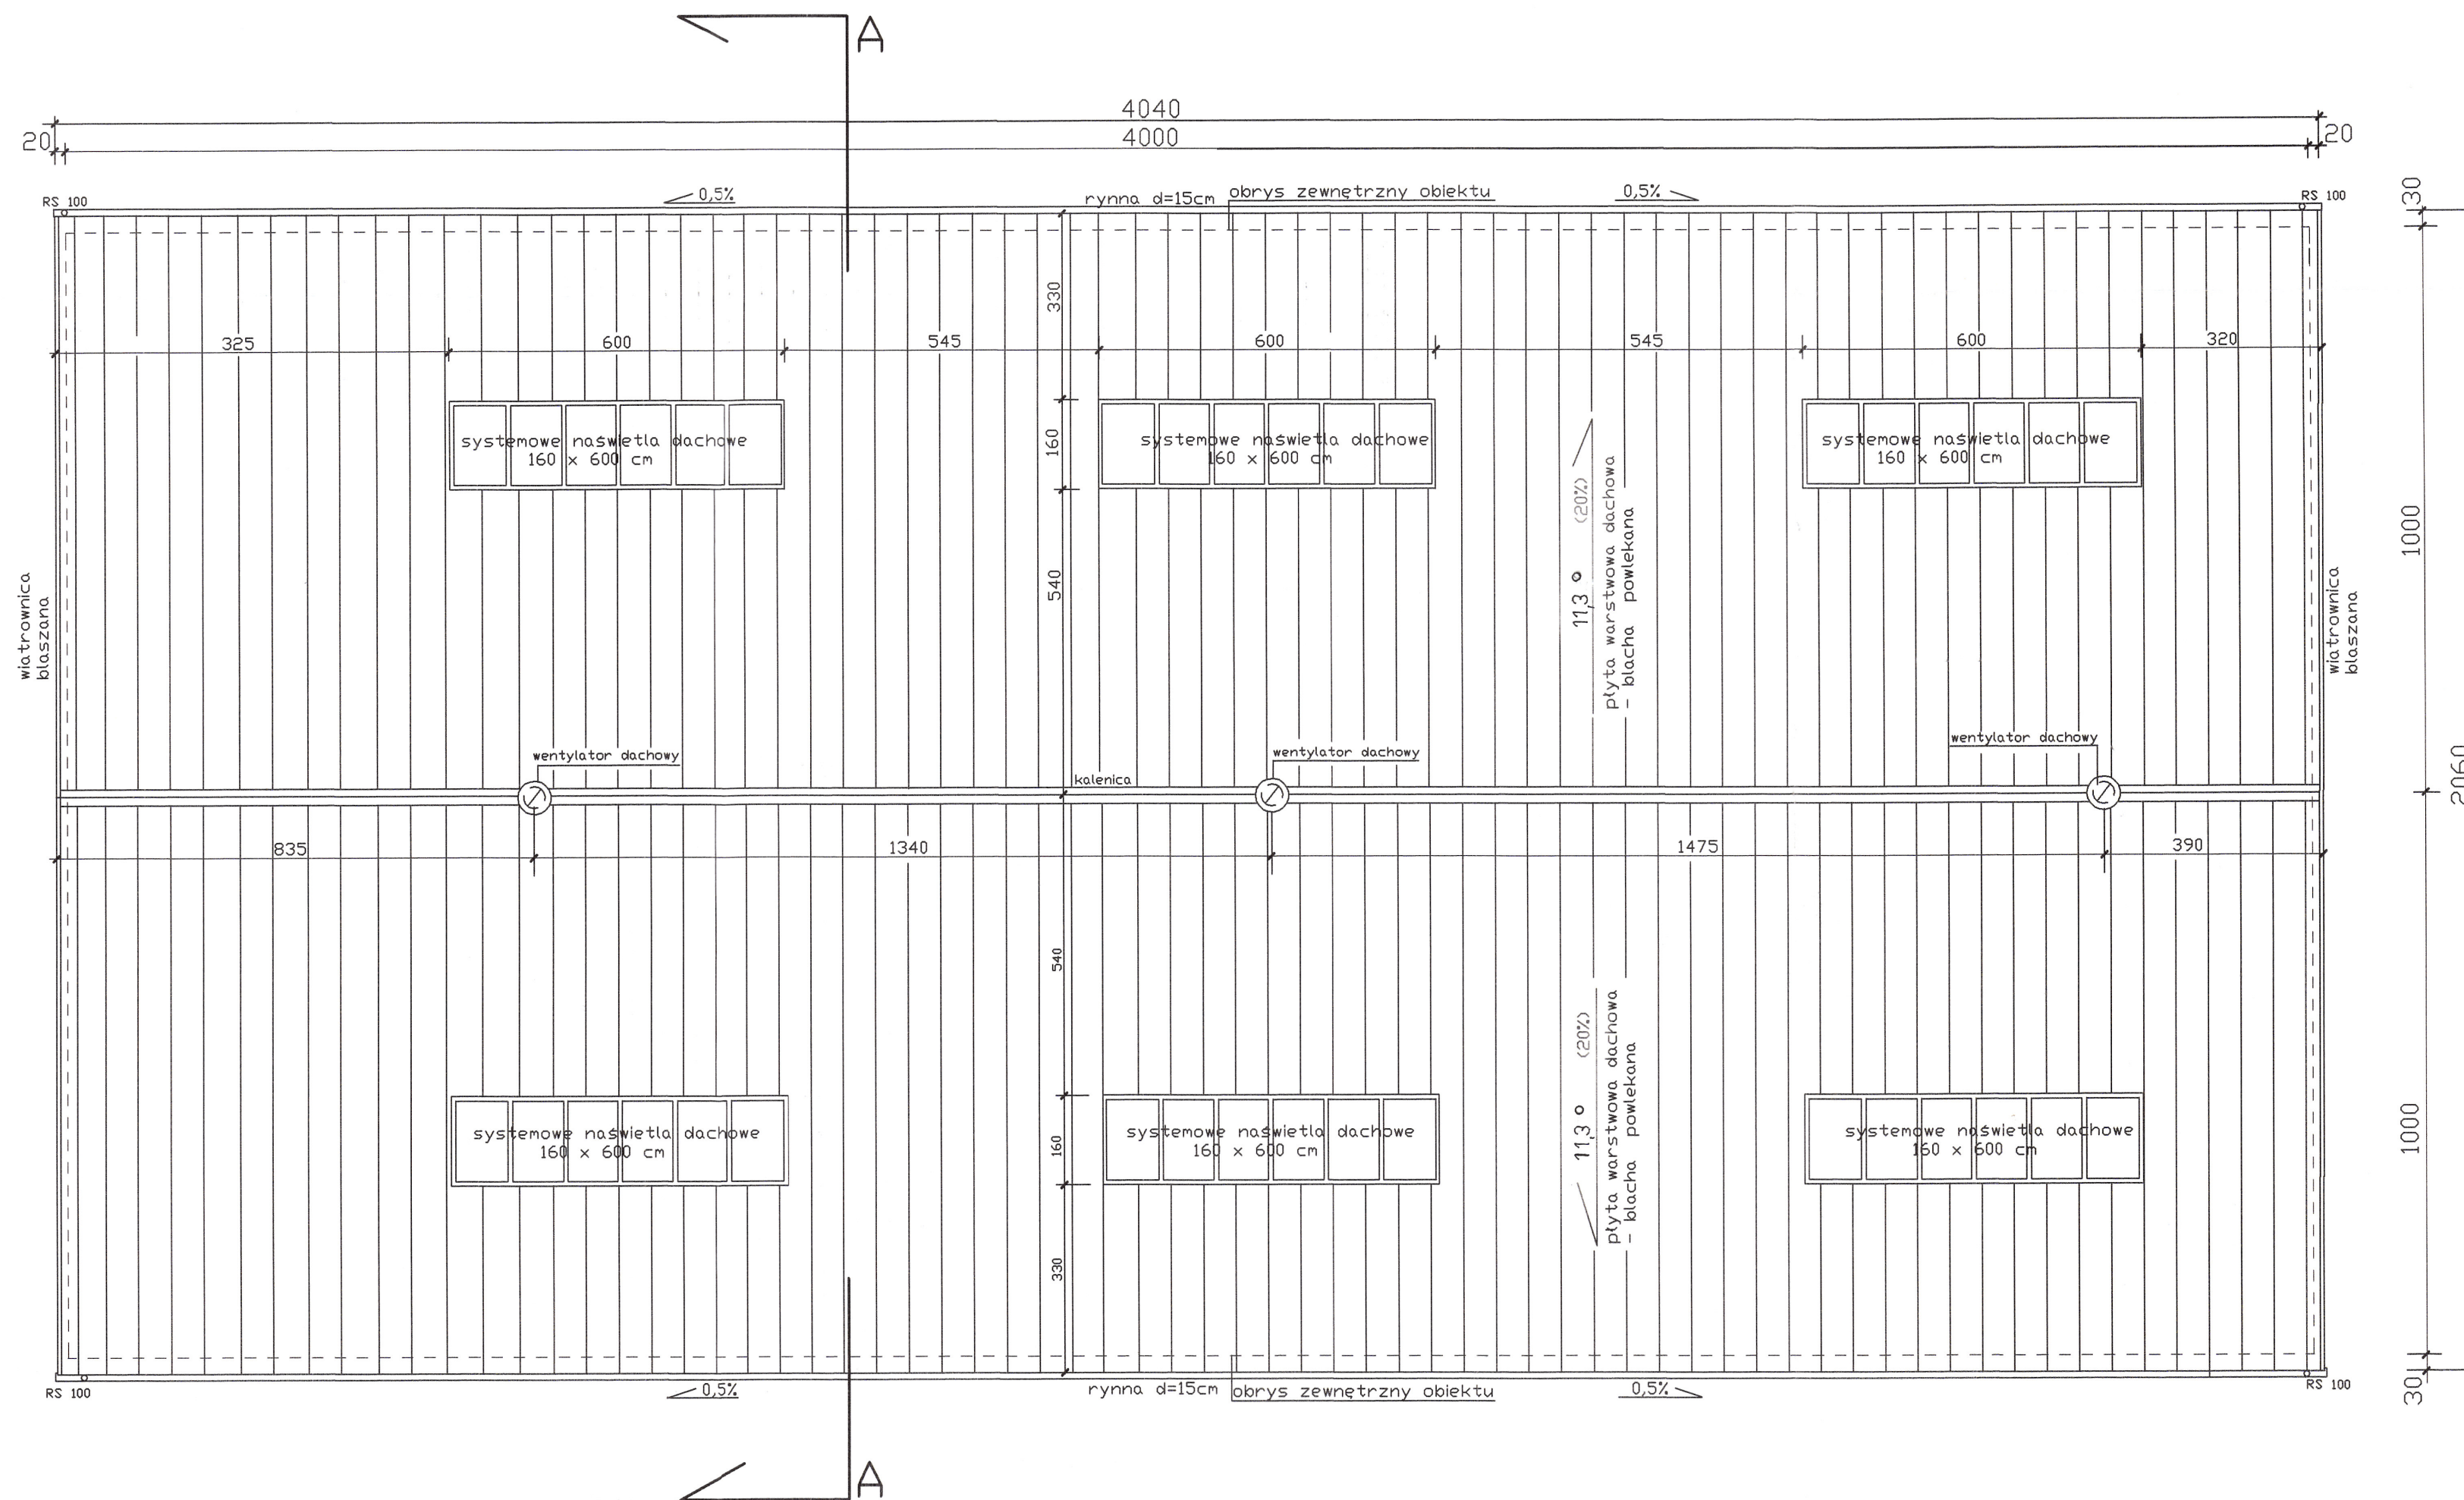 A
4040
20 4000 20
RS 100 0,5% rynna d=15cm obrys zewnętrzny obiektu 0,5% RS 100
30
330
325 600 545 600 545 600 320
systemowe naświetla dachowe
160 x 600 cm
160
systemowe naświetla dachowe
160 x 600 cm
systemowe naświetla dachowe
160 x 600 cm
11,3 ° (20%)
płyta warstwowa dachowa
- blacha powlekana
1000
540
wiatrownica
blaszana
wiatrownica
blaszana
wentylator dachowy
wentylator dachowy
wentylator dachowy
kalenica
2060
835 1340 1475 390
540
11,3 ° (20%)
płyta warstwowa dachowa
- blacha powlekana
systemowe naświetla dachowe
160 x 600 cm
160
systemowe naświetla dachowe
160 x 600 cm
systemowe naświetla dachowe
160 x 600 cm
1000
330
RS 100 0,5% rynna d=15cm obrys zewnętrzny obiektu 0,5% RS 100
30
A